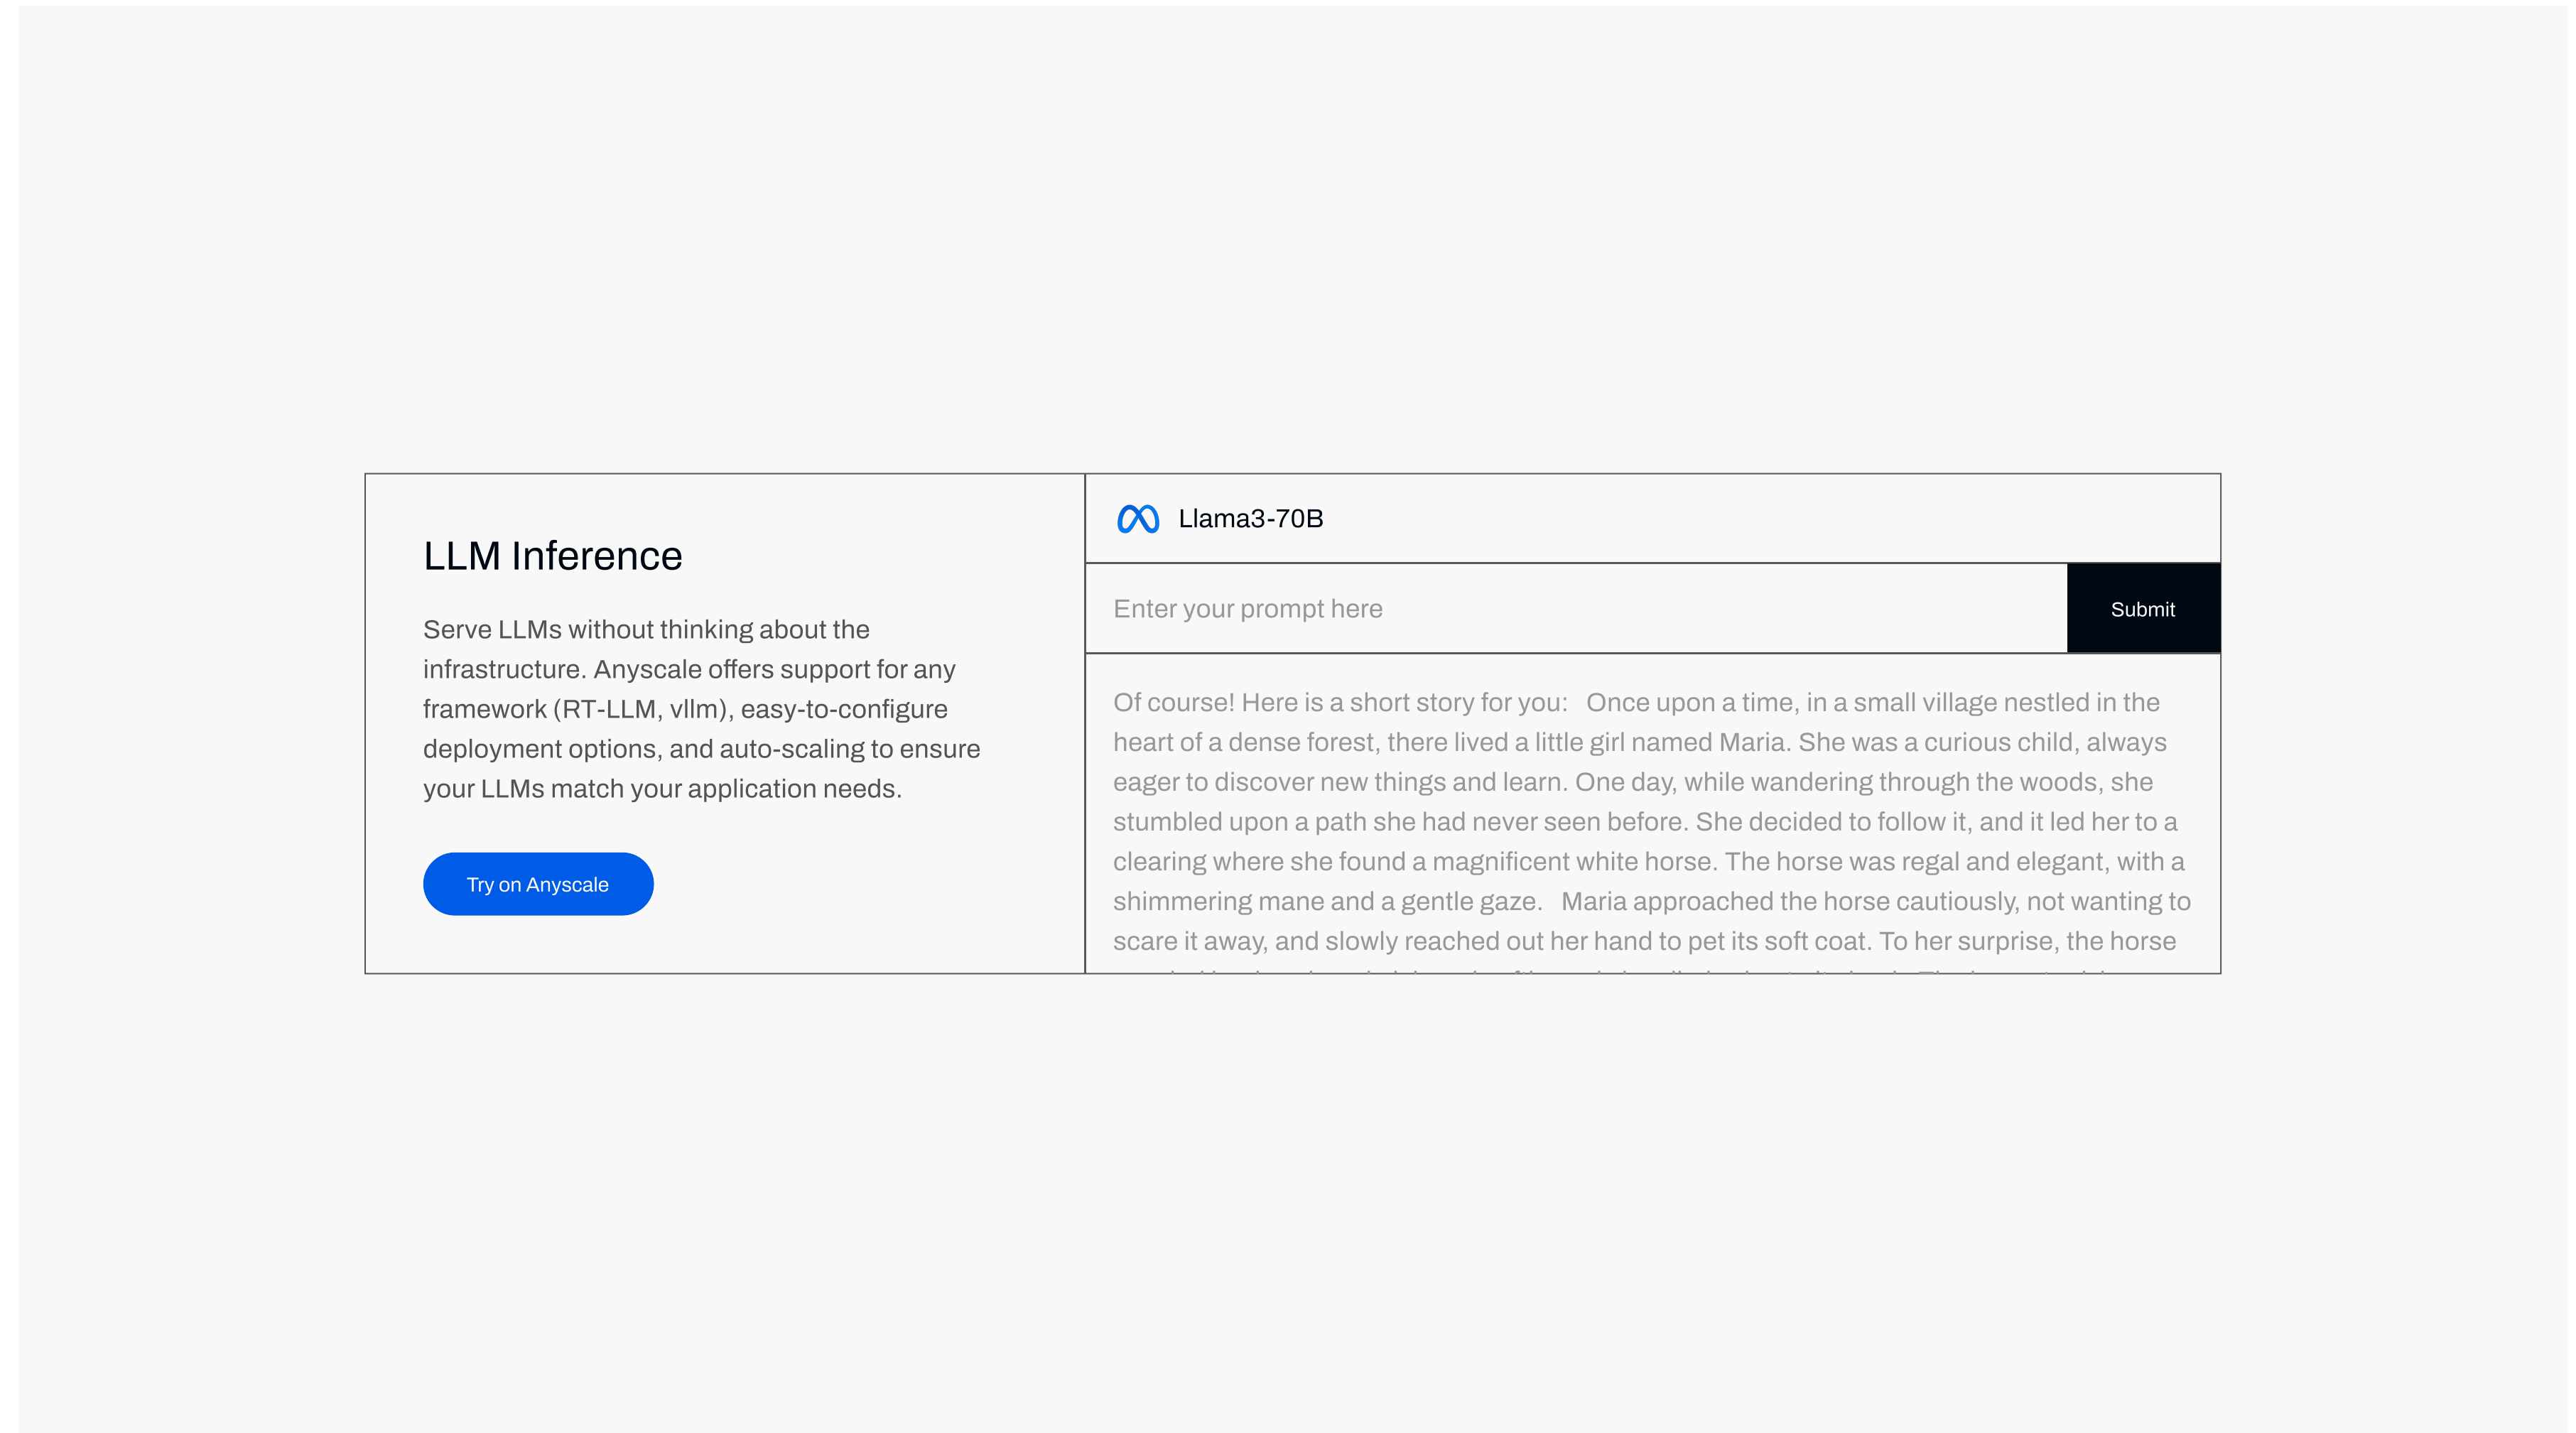 LLM Inference
Serve LLMs without thinking about the
infrastructure. Anyscale offers support for any
framework (RT-LLM, vllm), easy-to-configure
deployment options, and auto-scaling to ensure
your LLMs match your application needs.
Try on Anyscale
Llama3-70B
Enter your prompt here
Submit
Of course! Here is a short story for you:   Once upon a time, in a small village nestled in the
heart of a dense forest, there lived a little girl named Maria. She was a curious child, always
eager to discover new things and learn. One day, while wandering through the woods, she
stumbled upon a path she had never seen before. She decided to follow it, and it led her to a
clearing where she found a magnificent white horse. The horse was regal and elegant, with a
shimmering mane and a gentle gaze.   Maria approached the horse cautiously, not wanting to
scare it away, and slowly reached out her hand to pet its soft coat. To her surprise, the horse